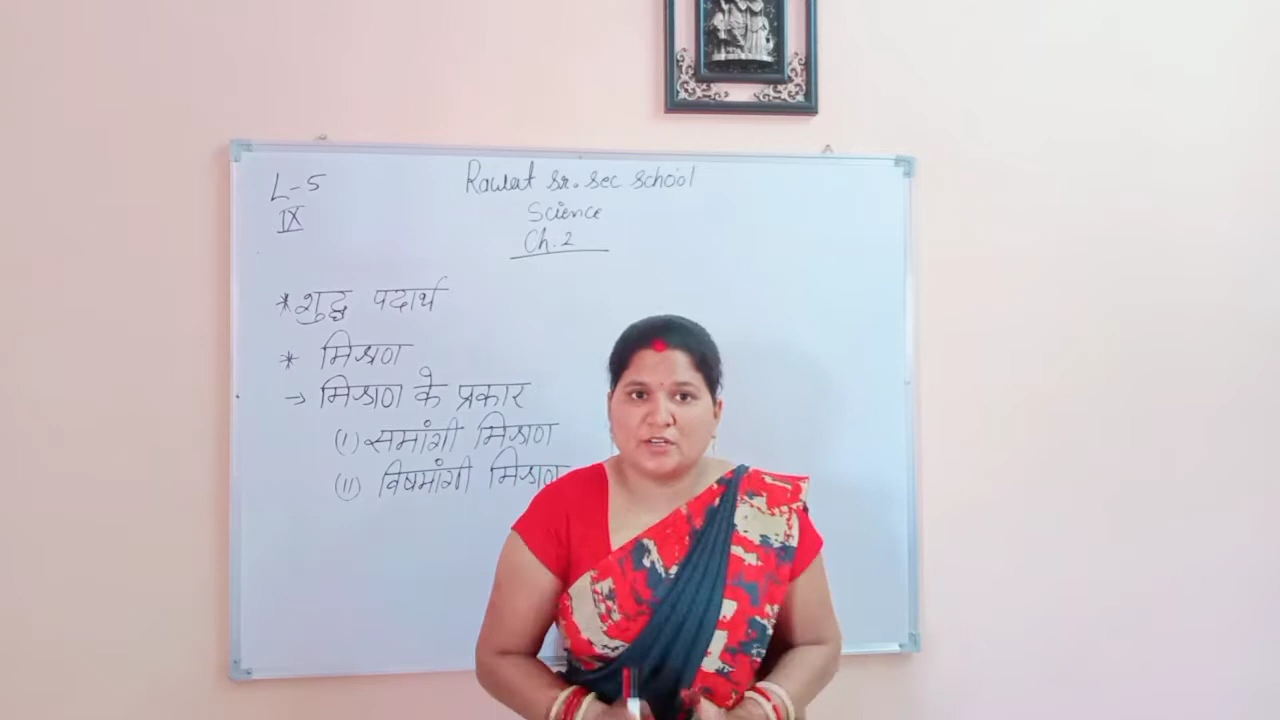 L-5
IX
Rawat Sr. Sec School
Science
Ch. 2
* शुद्ध पदार्थ
* मिश्रण
→ मिश्रण के प्रकार
(I) समांगी मिश्रण
(II) विषमांगी मिश्रण